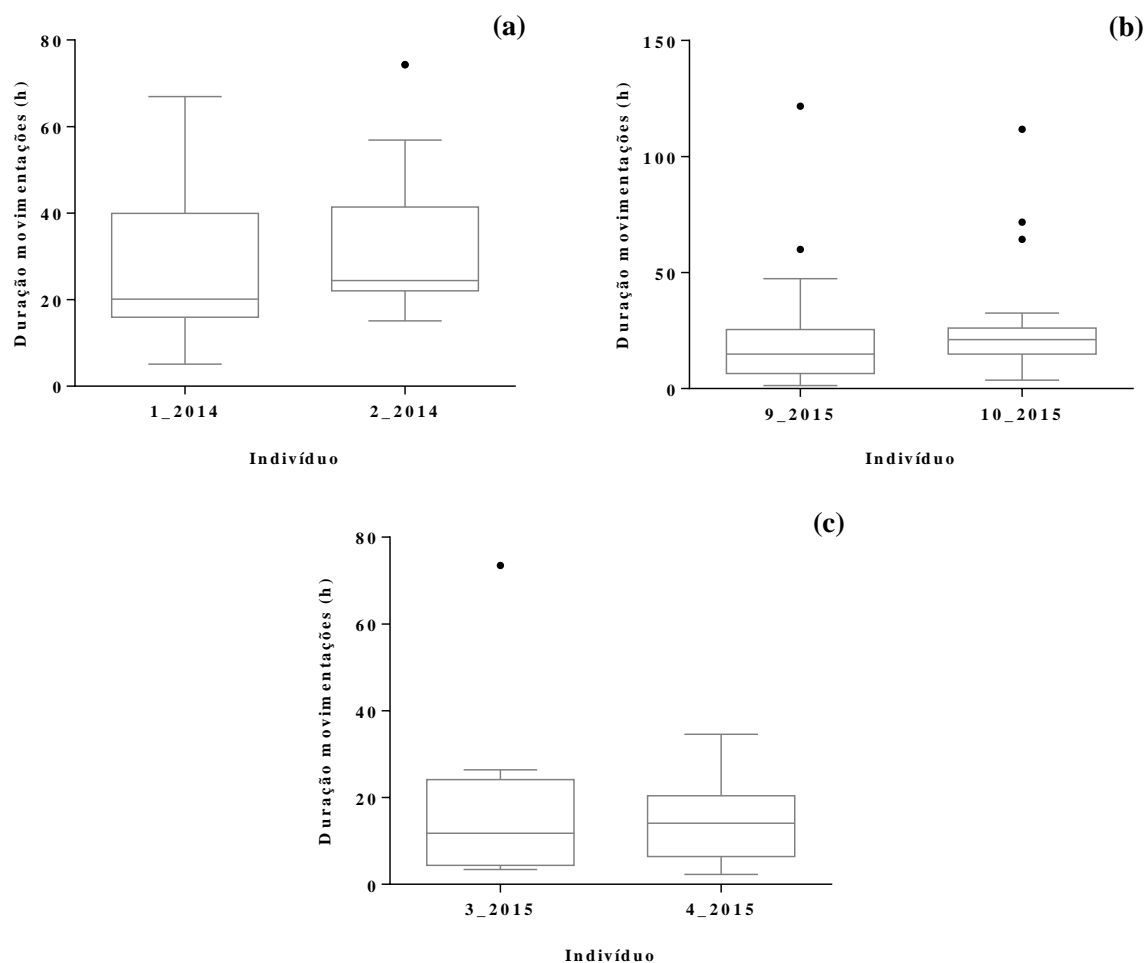 (a)
80
60
40
20
0
Duração movimentações (h)
1_2014
2_2014
Indivíduo
(b)
150
100
50
0
Duração movimentações (h)
9_2015
10_2015
Indivíduo
(c)
80
60
40
20
0
Duração movimentações (h)
3_2015
4_2015
Indivíduo